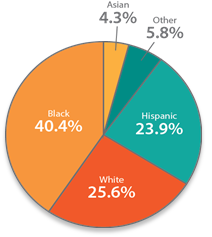 Asian
4.3%
Other
5.8%
Hispanic
23.9%
White
25.6%
Black
40.4%